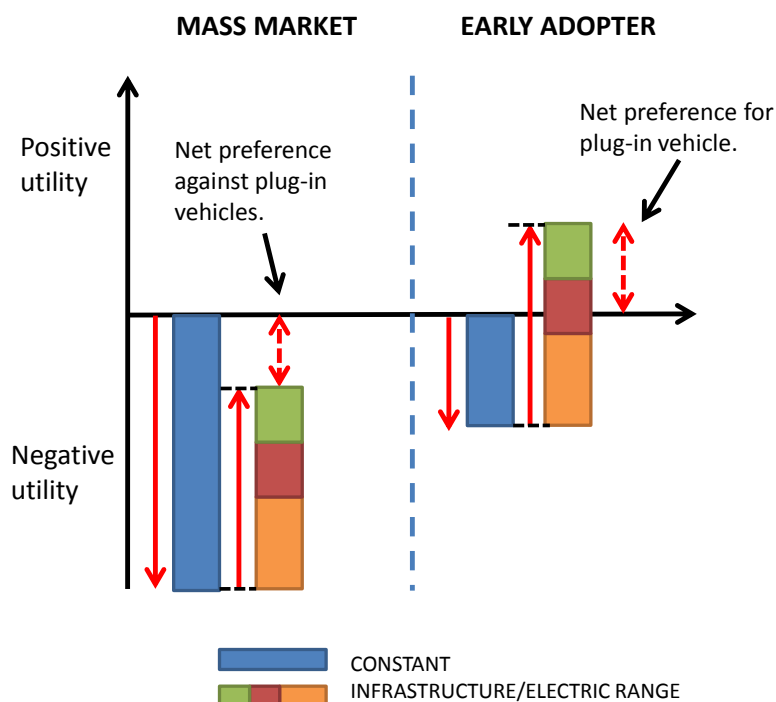 MASS MARKET
EARLY ADOPTER
Positive
utility
Net preference
against plug-in
vehicles.
Net preference for
plug-in vehicle.
Negative
utility
CONSTANT
INFRASTRUCTURE/ELECTRIC RANGE